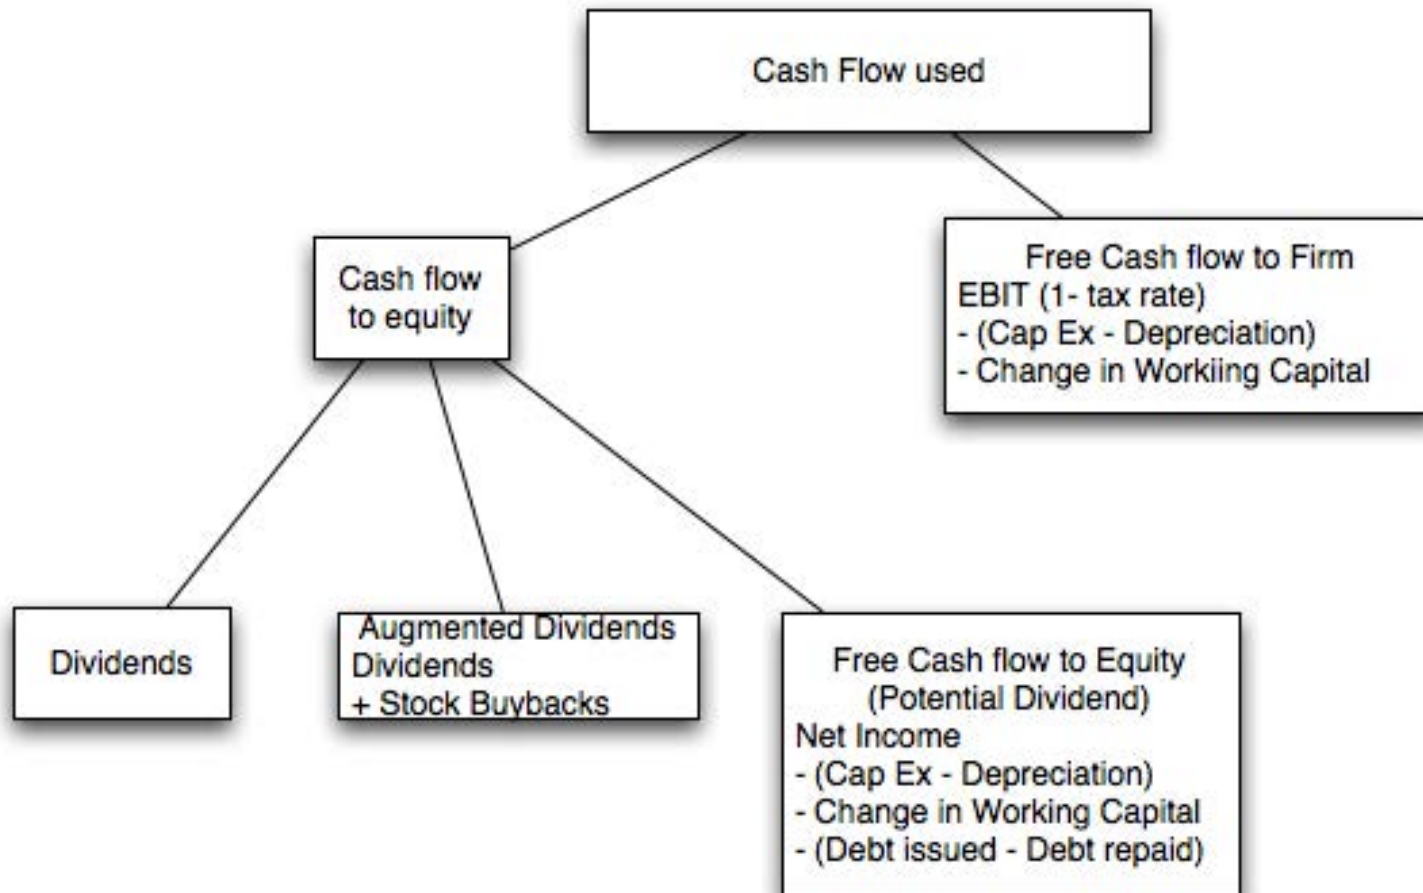 Cash Flow used
Cash flow
to equity
Free Cash flow to Firm
EBIT (1- tax rate)
- (Cap Ex - Depreciation)
- Change in Workiing Capital
Dividends
Augmented Dividends
Dividends
+ Stock Buybacks
Free Cash flow to Equity
(Potential Dividend)
Net Income
- (Cap Ex - Depreciation)
- Change in Working Capital
- (Debt issued - Debt repaid)